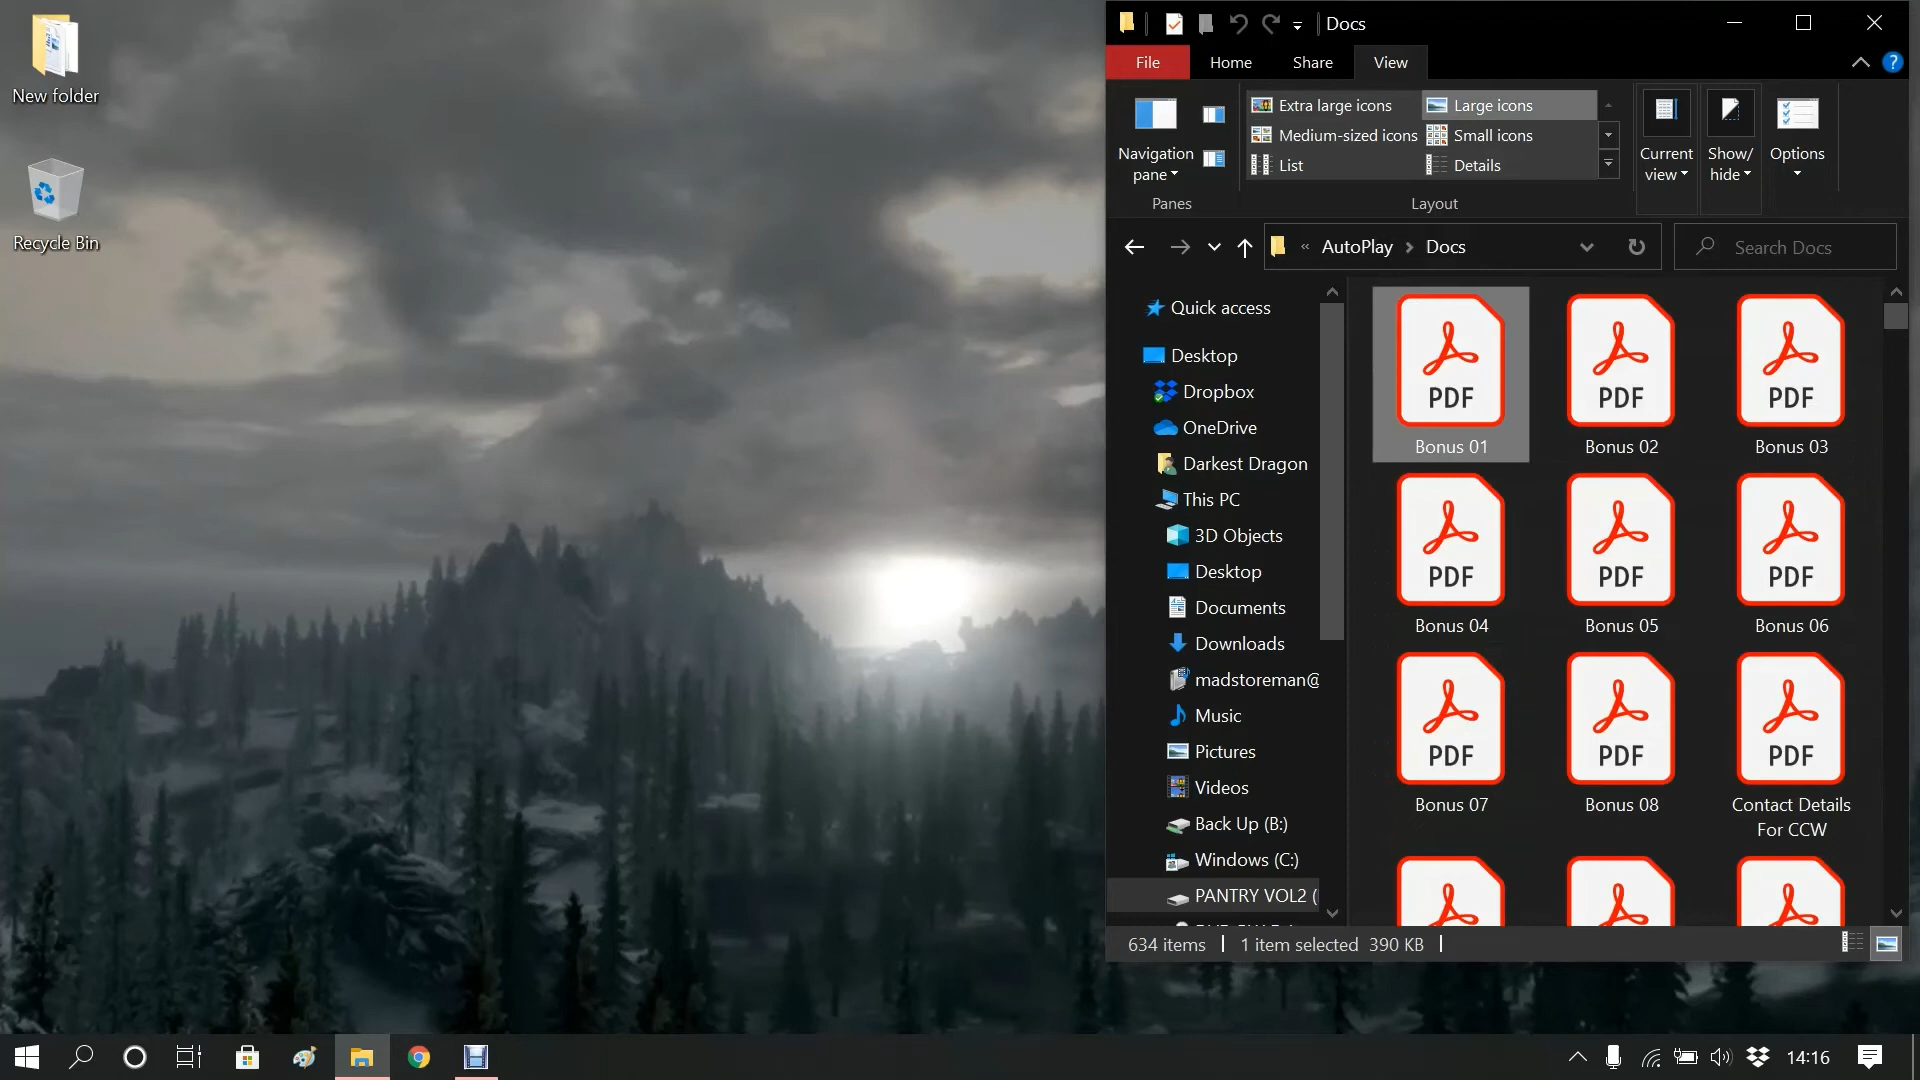 New folder
Recycle Bin
Docs
File
Home
Share
View
Navigation
pane
Panes
Extra large icons
Large icons
Medium-sized icons
Small icons
List
Details
Layout
Current
view
Show/
hide
Options
« AutoPlay > Docs
Search Docs
Quick access
Desktop
Dropbox
OneDrive
Darkest Dragon
This PC
3D Objects
Desktop
Documents
Downloads
madstoreman@
Music
Pictures
Videos
Back Up (B:)
Windows (C:)
PANTRY VOL2 (
PDF
PDF
PDF
Bonus 01
Bonus 02
Bonus 03
PDF
PDF
PDF
Bonus 04
Bonus 05
Bonus 06
PDF
PDF
PDF
Bonus 07
Bonus 08
Contact Details
For CCW
634 items
1 item selected 390 KB
14:16